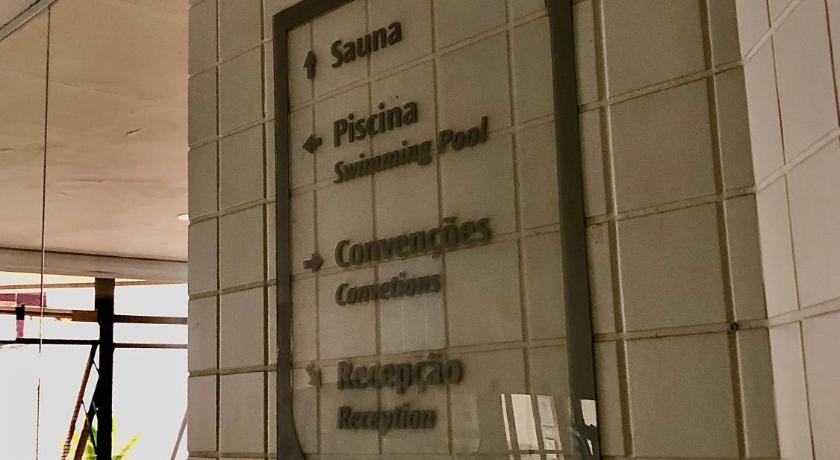 Sauna
Piscina
Swimming Pool
Convenções
Convetions
Recepção
Reception